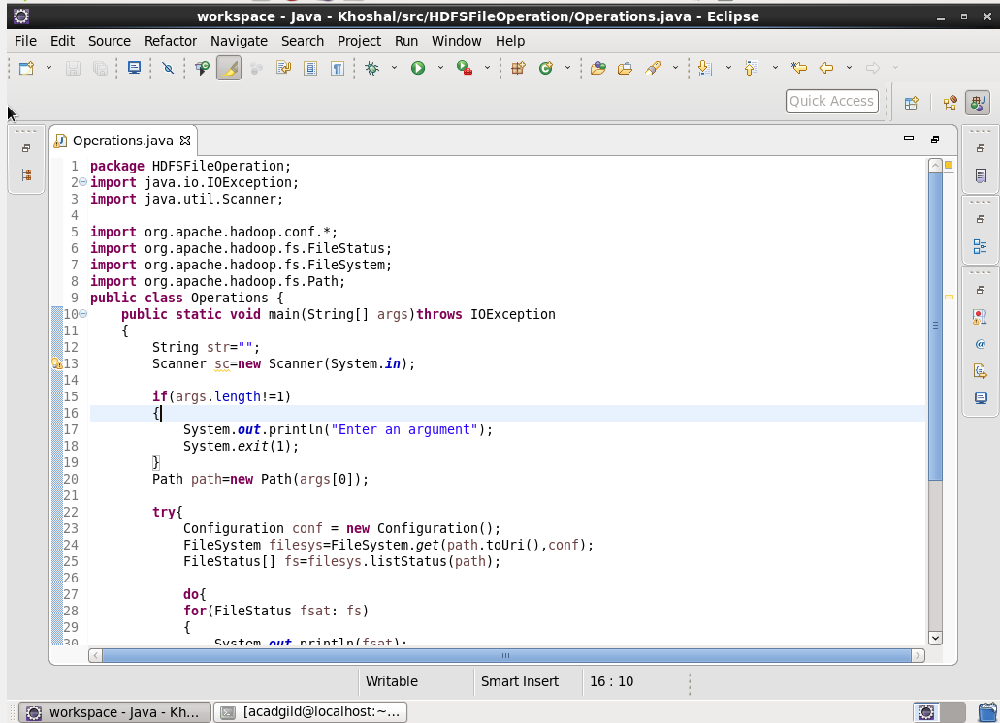 workspace - Java - Khoshal/src/HDFSFileOperation/Operations.java - Eclipse
File Edit Source Refactor Navigate Search Project Run Window Help
Quick Access
Operations.java
1 package HDFSFileOperation;
2 import java.io.IOException;
3 import java.util.Scanner;
4
5 import org.apache.hadoop.conf.*;
6 import org.apache.hadoop.fs.FileStatus;
7 import org.apache.hadoop.fs.FileSystem;
8 import org.apache.hadoop.fs.Path;
9 public class Operations {
10 public static void main(String[] args)throws IOException
11 {
12 String str="";
13 Scanner sc=new Scanner(System.in);
14
15 if(args.length!=1)
16 {
17 System.out.println("Enter an argument");
18 System.exit(1);
19 }
20 Path path=new Path(args[0]);
21
22 try{
23 Configuration conf = new Configuration();
24 FileSystem filesys=FileSystem.get(path.toUri(),conf);
25 FileStatus[] fs=filesys.listStatus(path);
26
27 do{
28 for(FileStatus fsat: fs)
29 {
30 System.out.println(fsat);
Writable Smart Insert 16 : 10
workspace - Java - Kh... [acadgild@localhost:~...